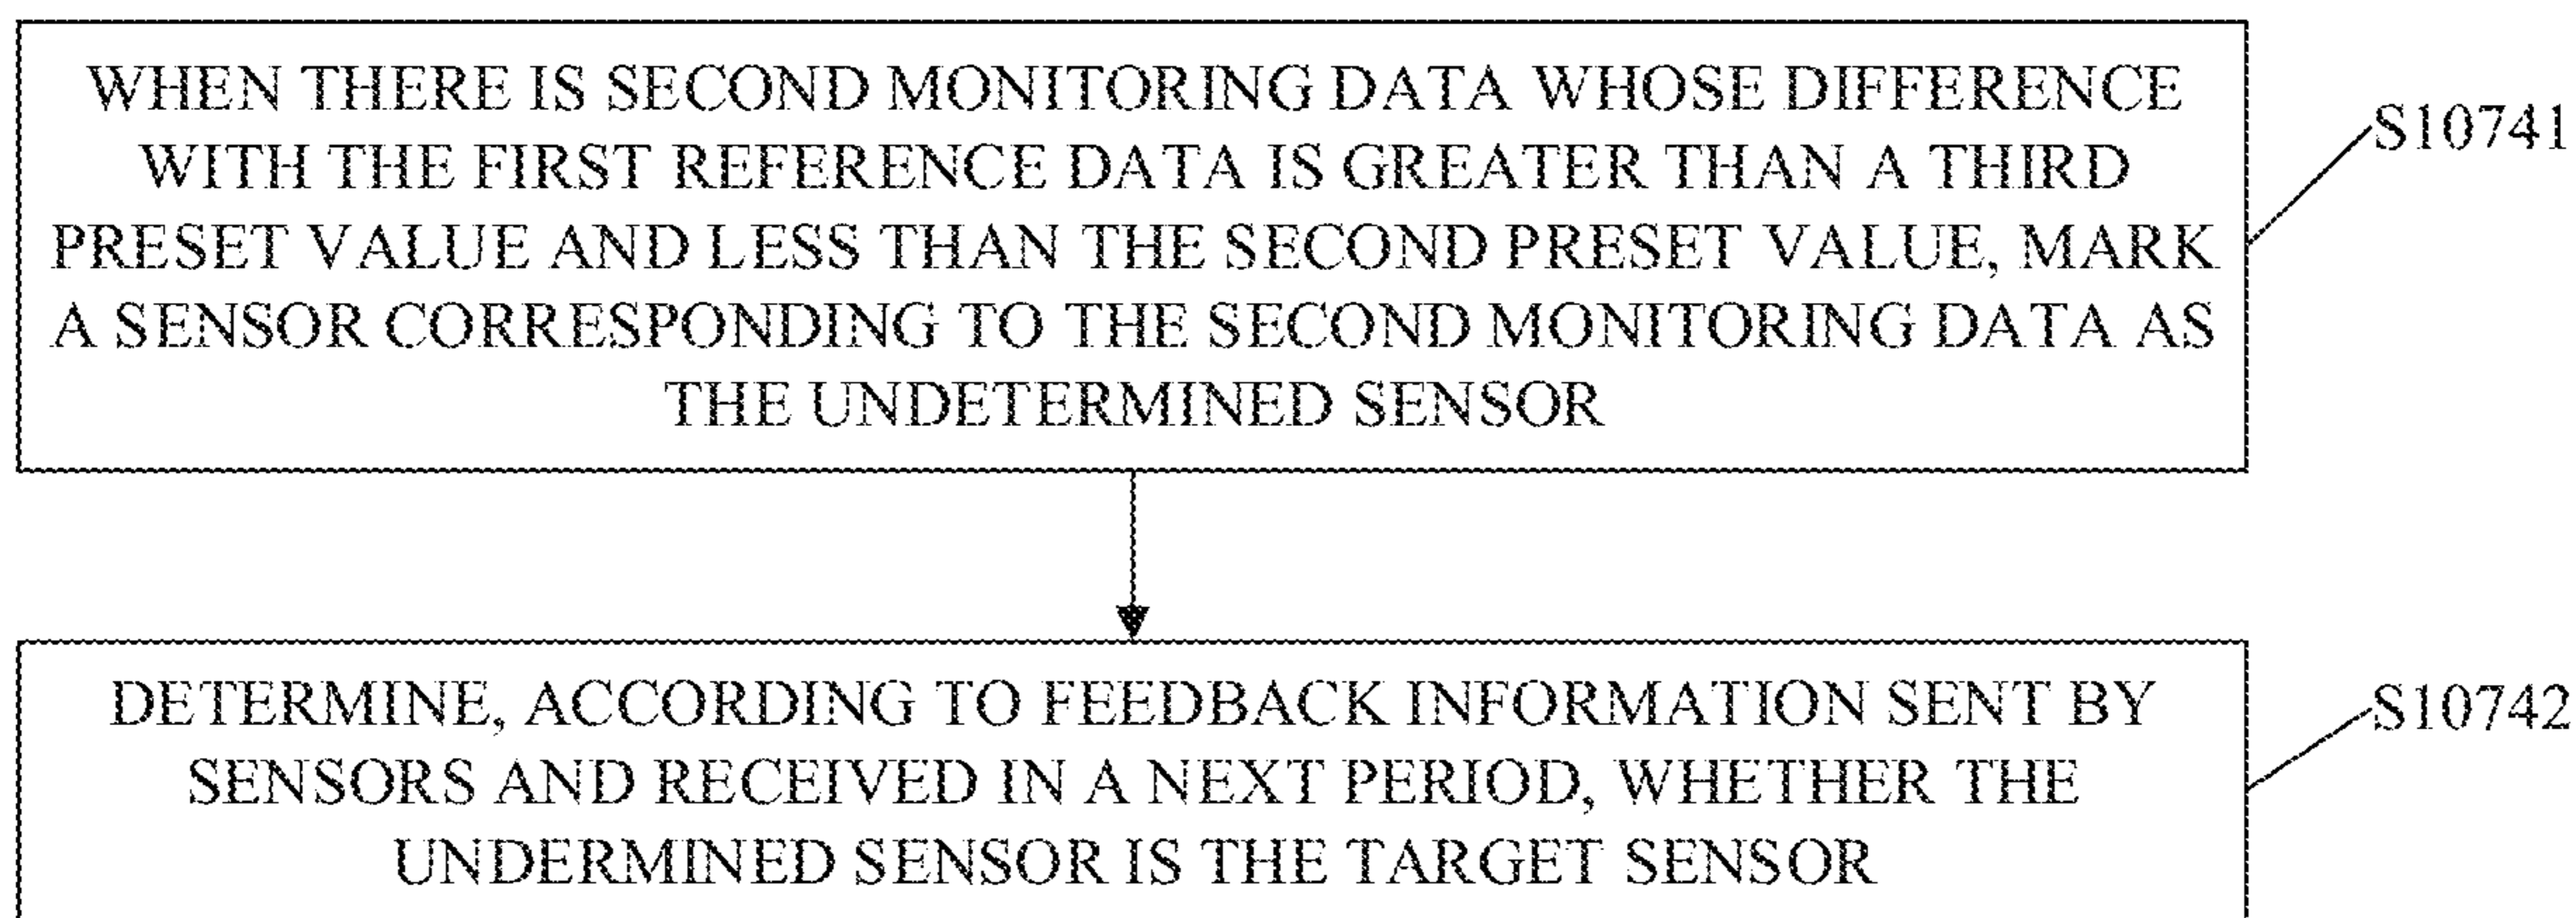 WHEN THERE IS SECOND MONITORING DATA WHOSE DIFFERENCE
WITH THE FIRST REFERENCE DATA IS GREATER THAN A THIRD
PRESET VALUE AND LESS THAN THE SECOND PRESET VALUE, MARK
A SENSOR CORRESPONDING TO THE SECOND MONITORING DATA AS
THE UNDETERMINED SENSOR
S10741
DETERMINE, ACCORDING TO FEEDBACK INFORMATION SENT BY
SENSORS AND RECEIVED IN A NEXT PERIOD, WHETHER THE
UNDERMINED SENSOR IS THE TARGET SENSOR
S10742